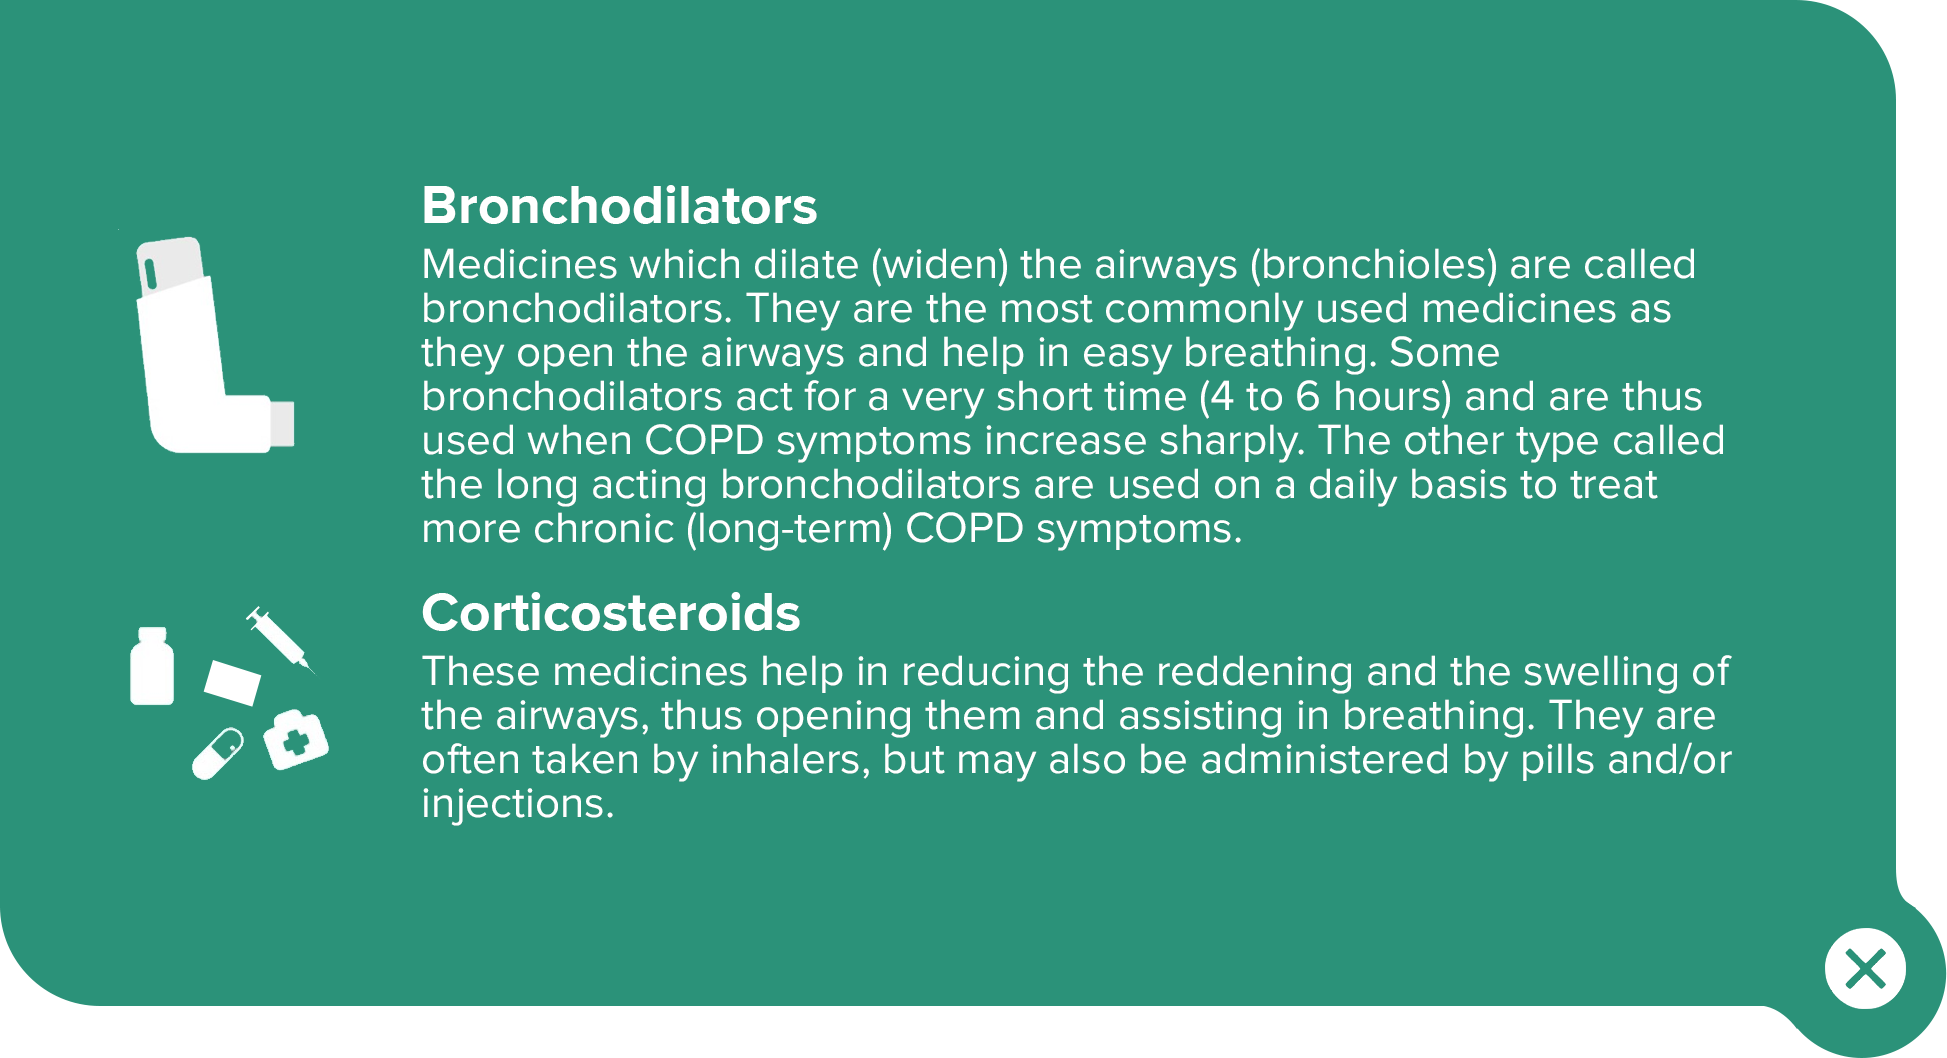 Bronchodilators
Medicines which dilate (widen) the airways (bronchioles) are called
bronchodilators. They are the most commonly used medicines as
they open the airways and help in easy breathing. Some
bronchodilators act for a very short time (4 to 6 hours) and are thus
used when COPD symptoms increase sharply. The other type called
the long acting bronchodilators are used on a daily basis to treat
more chronic (long-term) COPD symptoms.
Corticosteroids
These medicines help in reducing the reddening and the swelling of
the airways, thus opening them and assisting in breathing. They are
often taken by inhalers, but may also be administered by pills and/or
injections.